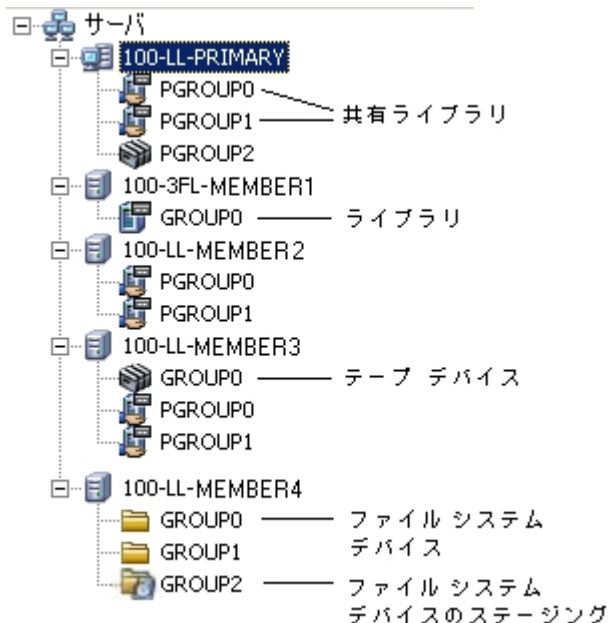 サーバ
100-LL-PRIMARY
PGROUP0
PGROUP1
共有ライブラリ
PGROUP2
100-3FL-MEMBER1
GROUP0
ライブラリ
100-LL-MEMBER2
PGROUP0
PGROUP1
100-LL-MEMBER3
GROUP0
テープ デバイス
PGROUP0
PGROUP1
100-LL-MEMBER4
GROUP0
ファイル システム
デバイス
GROUP1
GROUP2
ファイル システム
デバイスのステージング